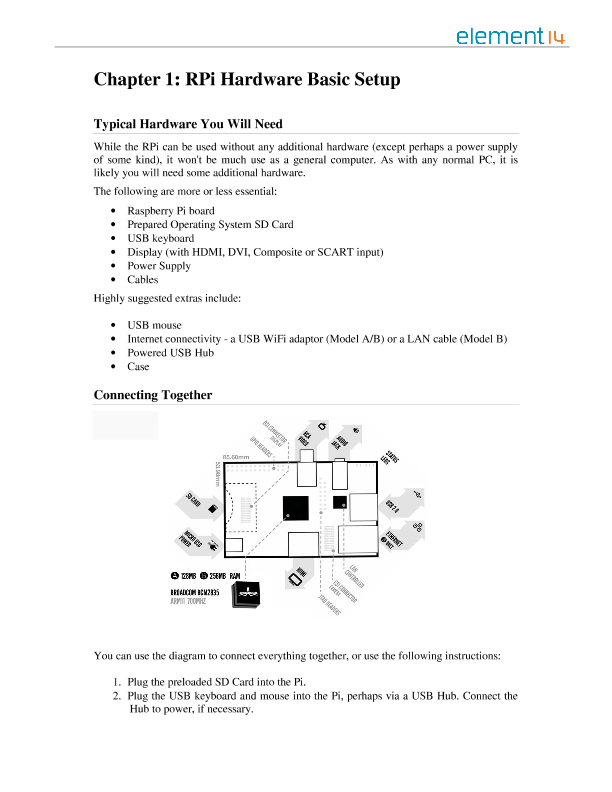 element14
Chapter 1: RPi Hardware Basic Setup
Typical Hardware You Will Need
While the RPi can be used without any additional hardware (except perhaps a power supply
of some kind), it won't be much use as a general computer. As with any normal PC, it is
likely you will need some additional hardware.
The following are more or less essential:
• Raspberry Pi board
• Prepared Operating System SD Card
• USB keyboard
• Display (with HDMI, DVI, Composite or SCART input)
• Power Supply
• Cables
Highly suggested extras include:
• USB mouse
• Internet connectivity - a USB WiFi adaptor (Model A/B) or a LAN cable (Model B)
• Powered USB Hub
• Case
Connecting Together
DSI CONNECTOR
DISPLAY
GPIO HEADERS
RCA
VIDEO
AUDIO
JACK
STATUS
LEDS
85.60mm
53.98mm
SD CARD
USB 2.0
MICRO USB
POWER
ETHERNET
HDMI
LAN
CONTROLLER
CSI CONNECTOR
CAMERA
JTAG HEADERS
A 128MB B 256MB RAM
BROADCOM BCM2835
ARM11 700MHZ
You can use the diagram to connect everything together, or use the following instructions:
1. Plug the preloaded SD Card into the Pi.
2. Plug the USB keyboard and mouse into the Pi, perhaps via a USB Hub. Connect the
Hub to power, if necessary.